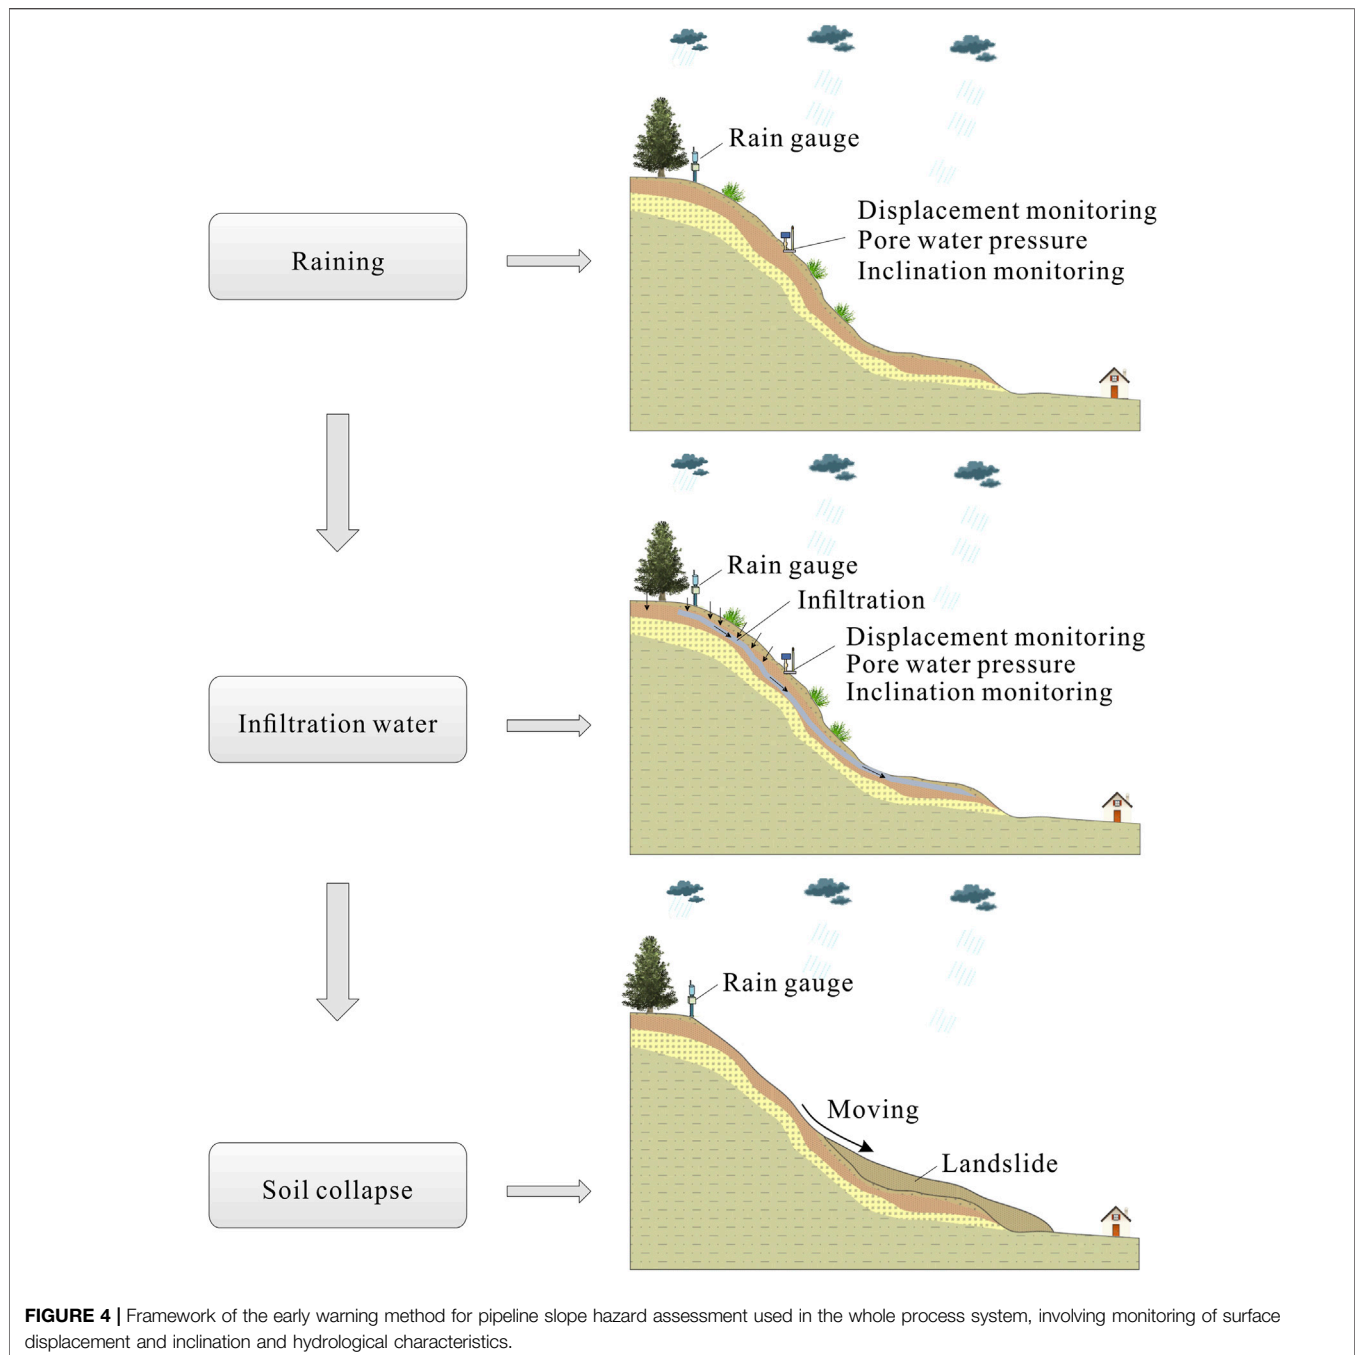 Rain gauge
Displacement monitoring
Pore water pressure
Inclination monitoring
Raining
Rain gauge
Infiltration
Displacement monitoring
Pore water pressure
Inclination monitoring
Infiltration water
Rain gauge
Moving
Landslide
Soil collapse
FIGURE 4 | Framework of the early warning method for pipeline slope hazard assessment used in the whole process system, involving monitoring of surface
displacement and inclination and hydrological characteristics.